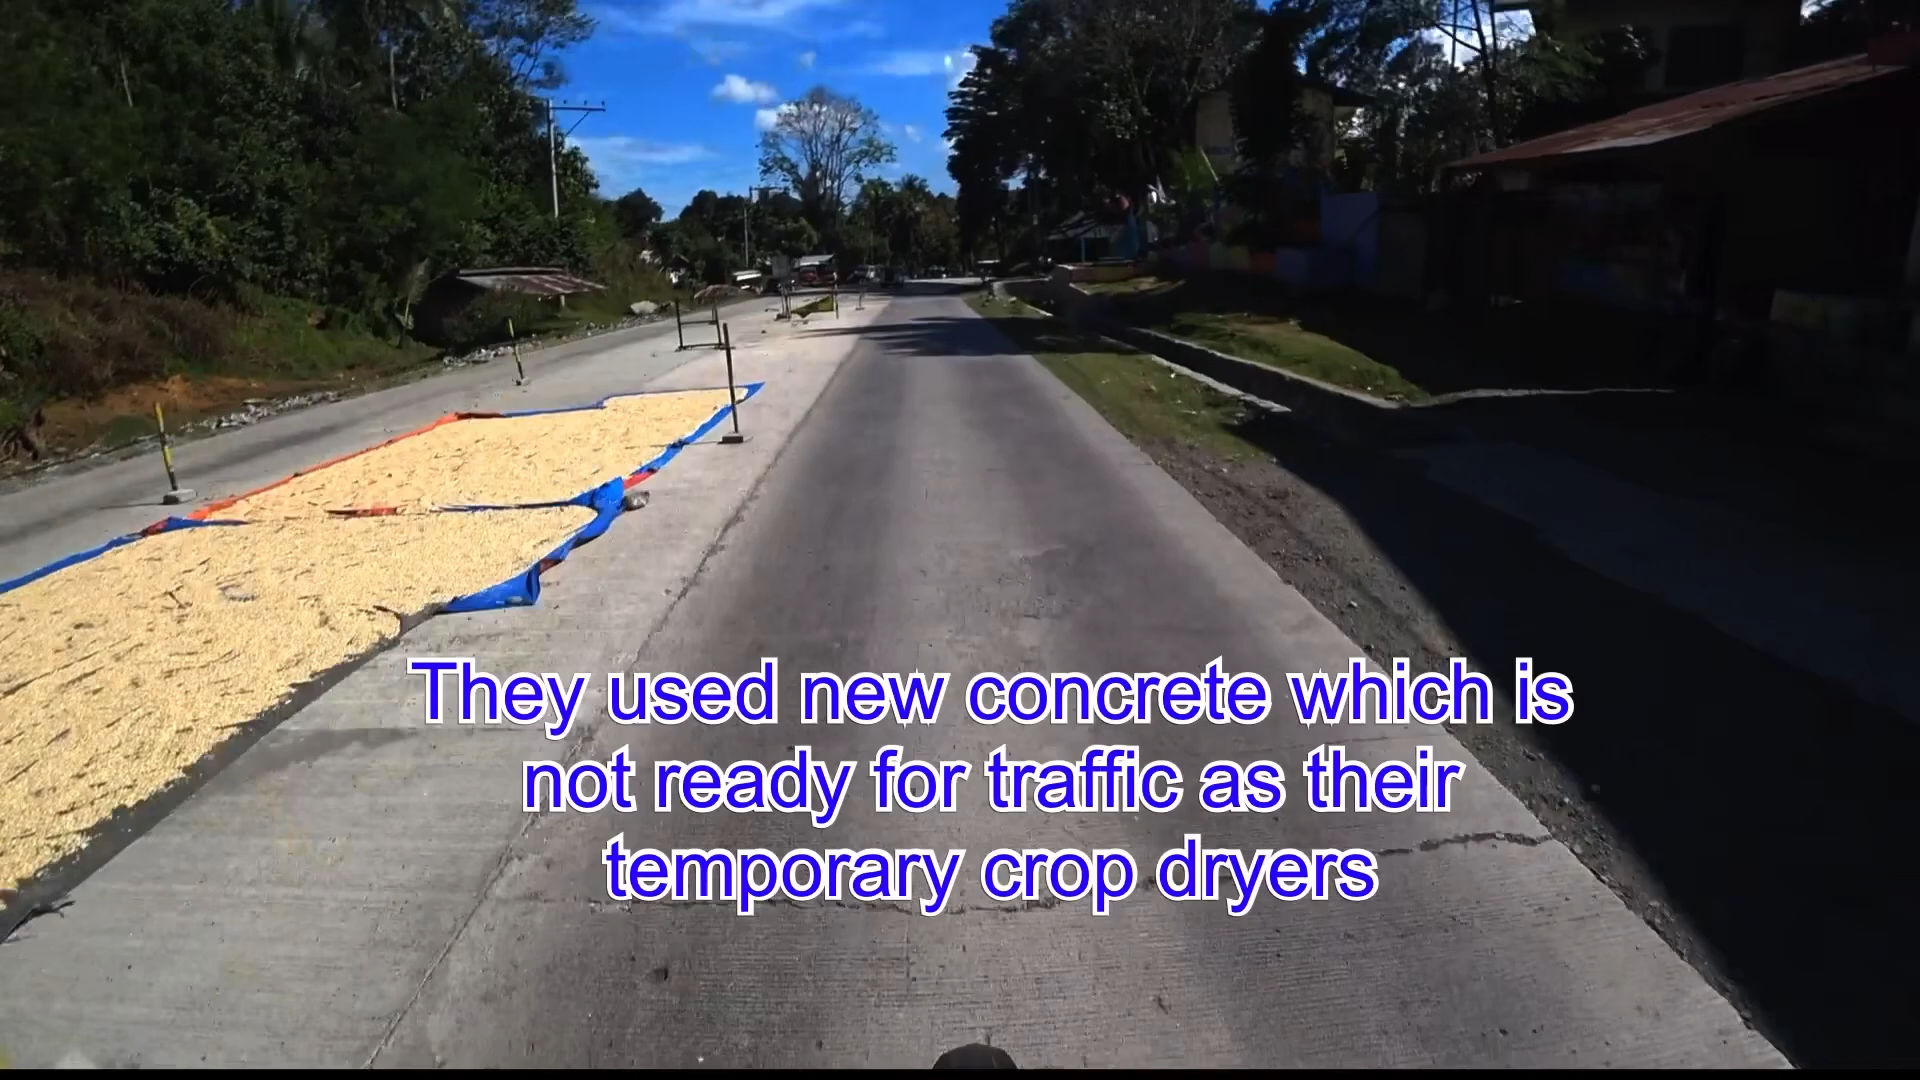 They used new concrete which is
not ready for traffic as their
temporary crop dryers